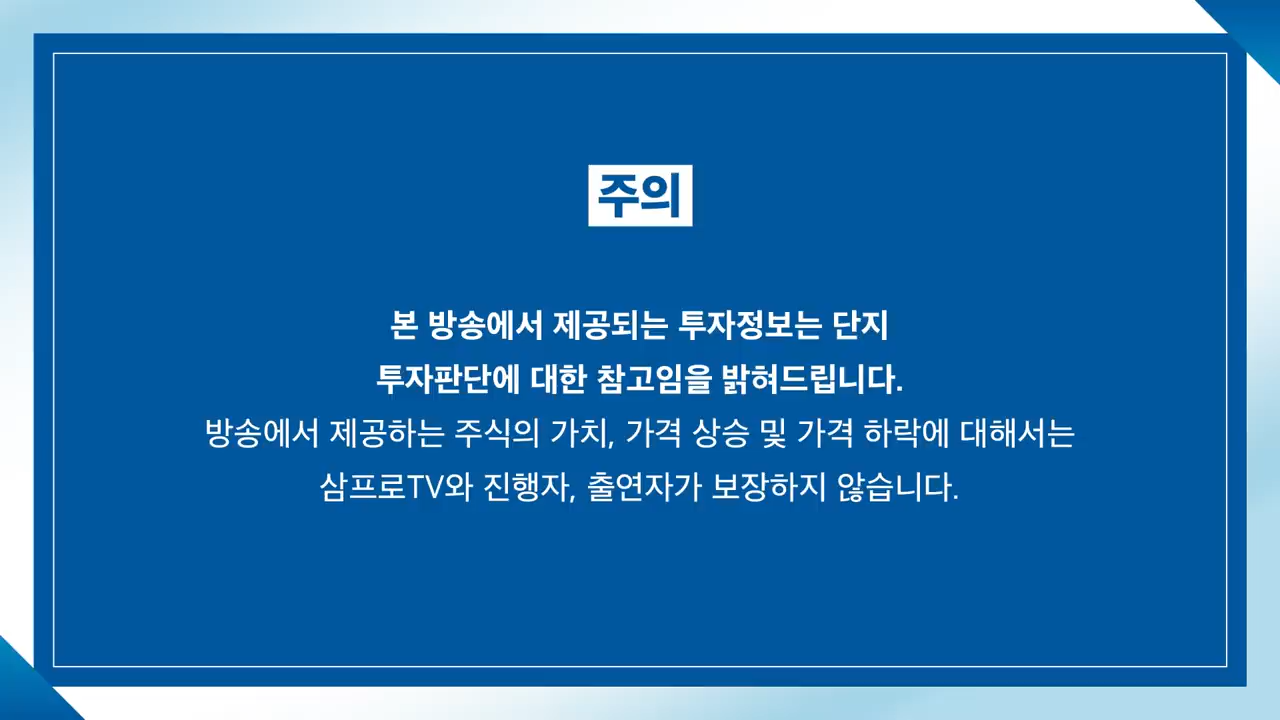 주의
본 방송에서 제공되는 투자정보는 단지
투자판단에 대한 참고임을 밝혀드립니다.
방송에서 제공하는 주식의 가치, 가격 상승 및 가격 하락에 대해서는
삼프로TV와 진행자, 출연자가 보장하지 않습니다.